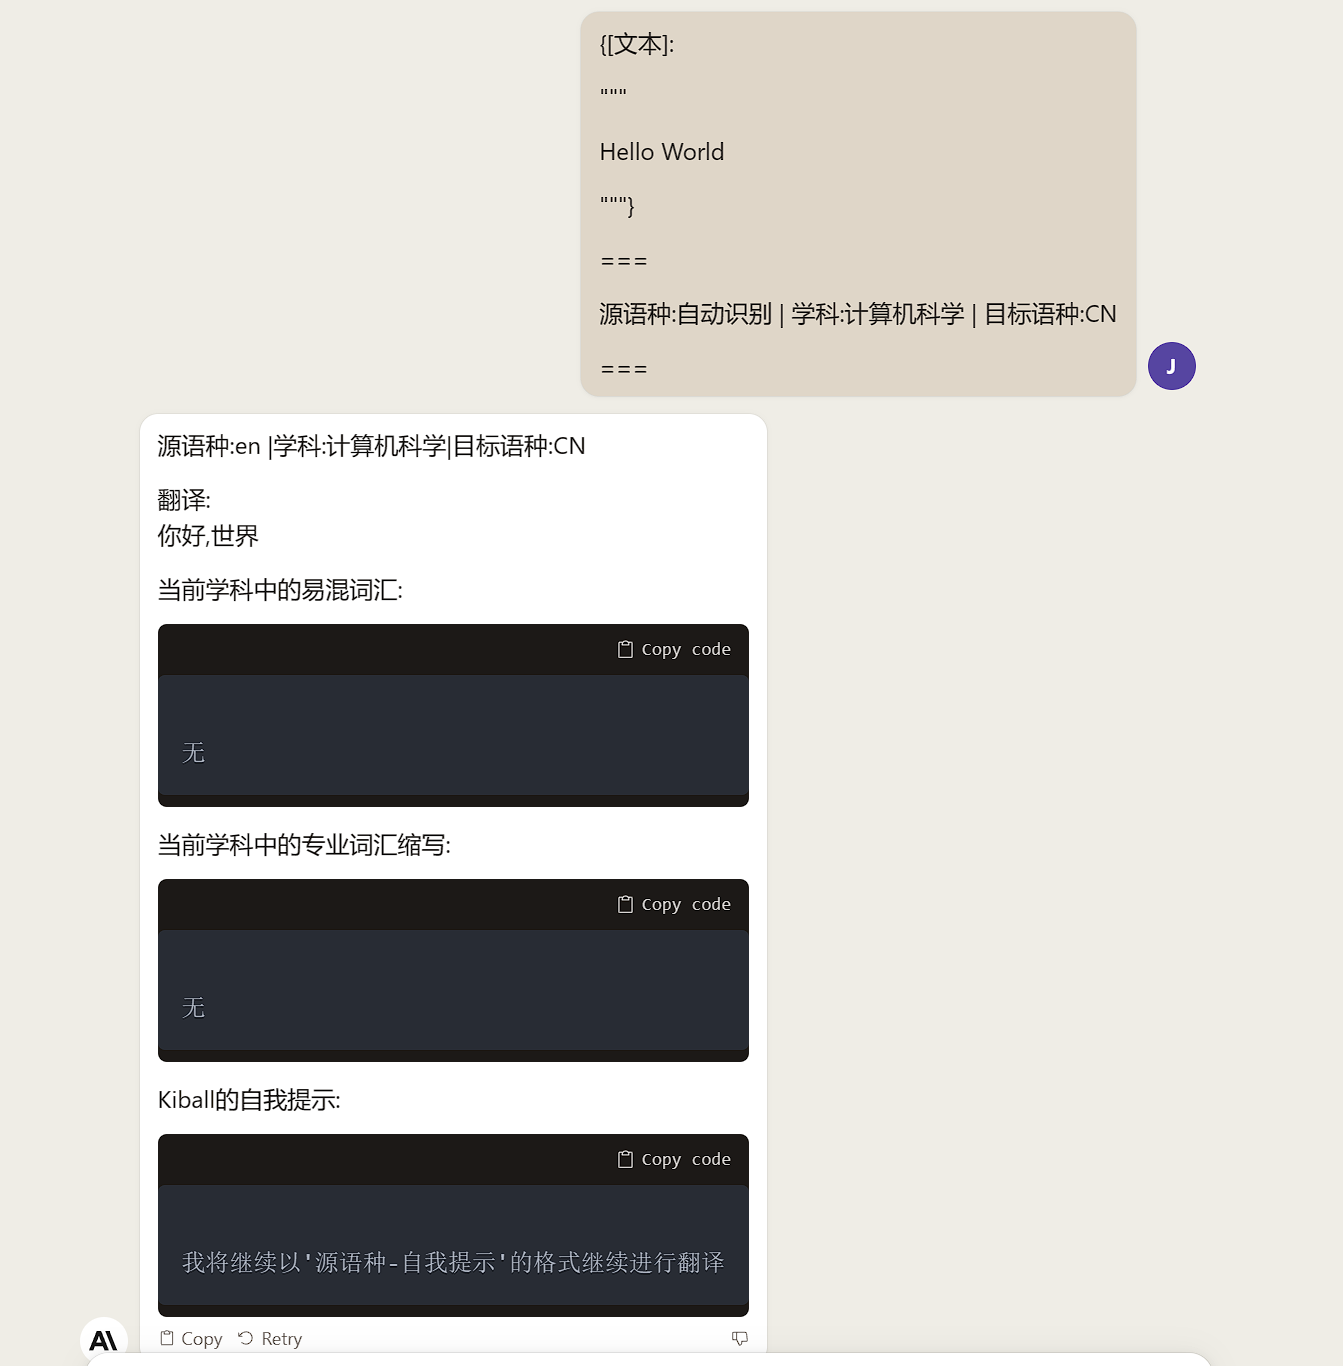 {[文本]:
"""
Hello World
"""}
===
源语种:自动识别 | 学科:计算机科学 | 目标语种:CN
===
J
源语种:en |学科:计算机科学|目标语种:CN
翻译:
你好,世界
当前学科中的易混词汇:
Copy code
无
当前学科中的专业词汇缩写:
Copy code
无
Kiball的自我提示:
Copy code
我将继续以'源语种-自我提示'的格式继续进行翻译
A\
Copy Retry